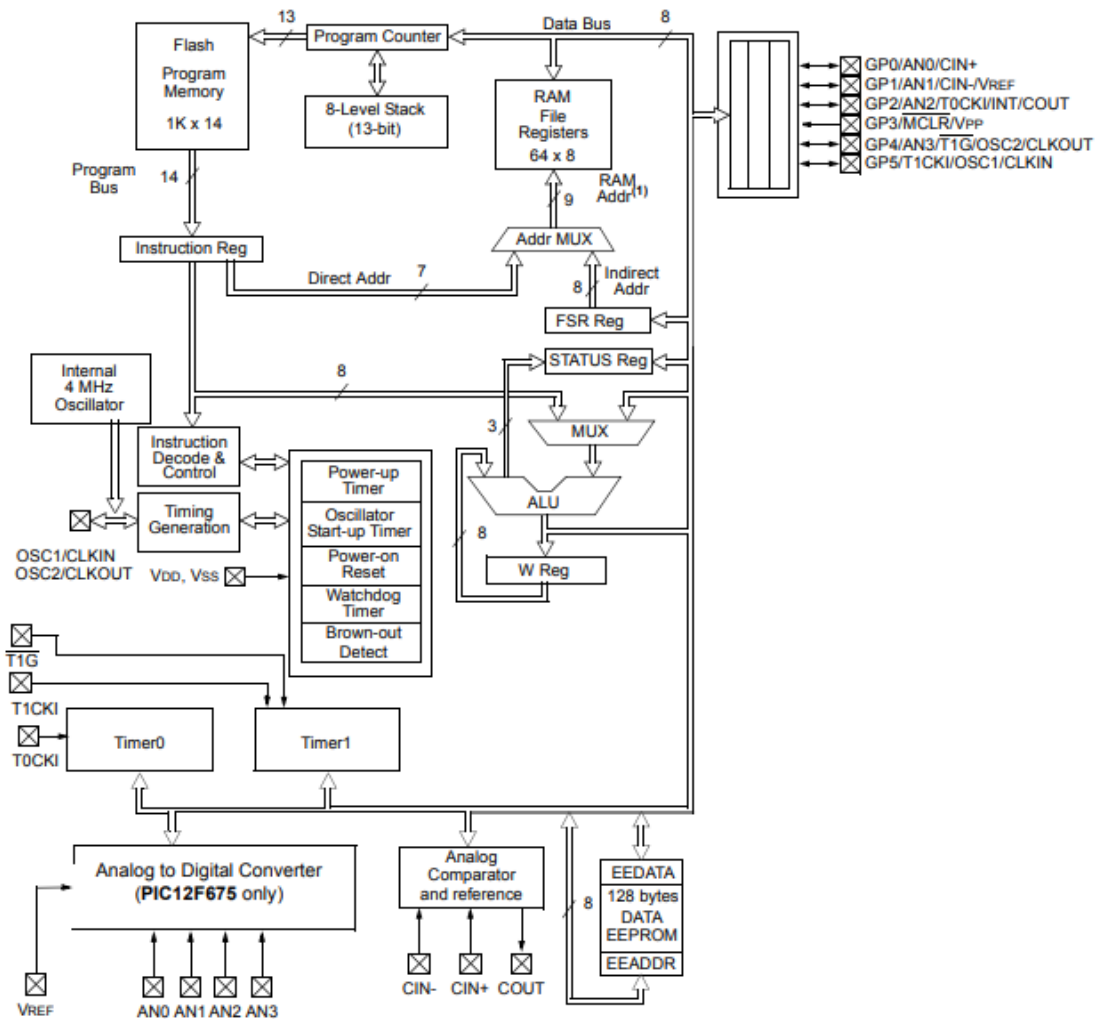 13
Data Bus
8
Flash
Program
Memory
1K x 14
Program Counter
8-Level Stack
(13-bit)
RAM
File
Registers
64 x 8
GP0/AN0/CIN+
GP1/AN1/CIN-/VREF
GP2/AN2/T0CKI/INT/COUT
GP3/MCLR/VPP
GP4/AN3/T1G/OSC2/CLKOUT
GP5/T1CKI/OSC1/CLKIN
Program
Bus
14
RAM
Addr(1)
9
Addr MUX
Instruction Reg
Direct Addr
7
8
Indirect
Addr
FSR Reg
STATUS Reg
Internal
4 MHz
Oscillator
8
3
MUX
Instruction
Decode &
Control
Power-up
Timer
ALU
Timing
Generation
Oscillator
Start-up Timer
8
OSC1/CLKIN
OSC2/CLKOUT
VDD, VSS
Power-on
Reset
W Reg
Watchdog
Timer
Brown-out
Detect
T1G
T1CKI
T0CKI
Timer0
Timer1
Analog to Digital Converter
(PIC12F675 only)
Analog
Comparator
and reference
EEDATA
128 bytes
DATA
EEPROM
EEADDR
8
VREF
AN0 AN1 AN2 AN3
CIN- CIN+ COUT